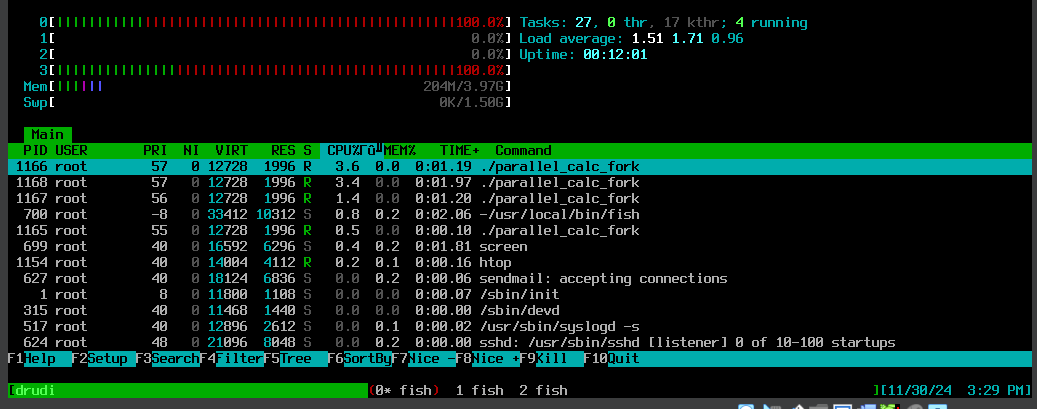 0[||||||||||||||||||||||||||||||||||||||||||||||||||100.0%] Tasks: 27, 0 thr, 17 kthr; 4 running
1[ 0.0%] Load average: 1.51 1.71 0.96
2[ 0.0%] Uptime: 00:12:01
3[||||||||||||||||||||||||||||||||||||||||||||||||||100.0%]
Mem[|||||| 204M/3.97G]
Swp[ 0K/1.50G]
Main
PID USER PRI NI VIRT RES S CPU% MEM% TIME+ Command
1166 root 57 0 12728 1996 R 3.6 0.0 0:01.19 ./parallel_calc_fork
1168 root 57 0 12728 1996 R 3.4 0.0 0:01.97 ./parallel_calc_fork
1167 root 56 0 12728 1996 R 1.4 0.0 0:01.20 ./parallel_calc_fork
700 root -8 0 33412 10312 S 0.8 0.2 0:02.06 -/usr/local/bin/fish
1165 root 55 0 12728 1996 R 0.5 0.0 0:00.10 ./parallel_calc_fork
699 root 40 0 16592 6296 S 0.4 0.2 0:01.81 screen
1154 root 40 0 14004 4112 R 0.2 0.1 0:00.16 htop
627 root 40 0 18124 6836 S 0.0 0.2 0:00.06 sendmail: accepting connections
1 root 8 0 11800 1108 S 0.0 0.0 0:00.07 /sbin/init
315 root 40 0 11468 1440 S 0.0 0.0 0:00.00 /sbin/devd
517 root 40 0 12896 2612 S 0.0 0.1 0:00.02 /usr/sbin/syslogd -s
624 root 48 0 21096 8048 S 0.0 0.2 0:00.00 sshd: /usr/sbin/sshd [listener] 0 of 10-100 startups
F1Help F2Setup F3SearchF4FilterF5Tree F6SortByF7Nice -F8Nice +F9Kill F10Quit
[drudi (0* fish) 1 fish 2 fish ][11/30/24 3:29 PM]